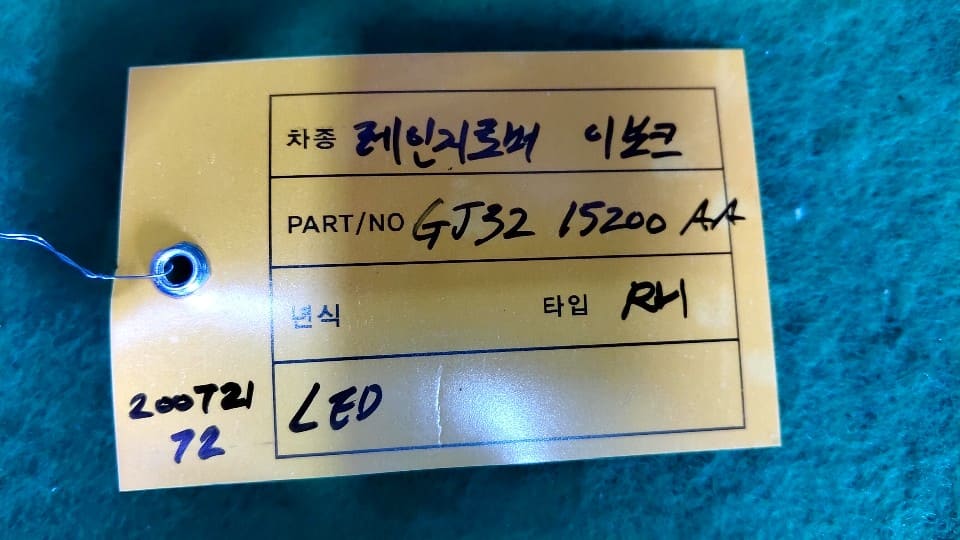 차종 레인지로버 이보크
PART/NO GJ32 15200 AA
년식 타입 RH
LED
200721
72